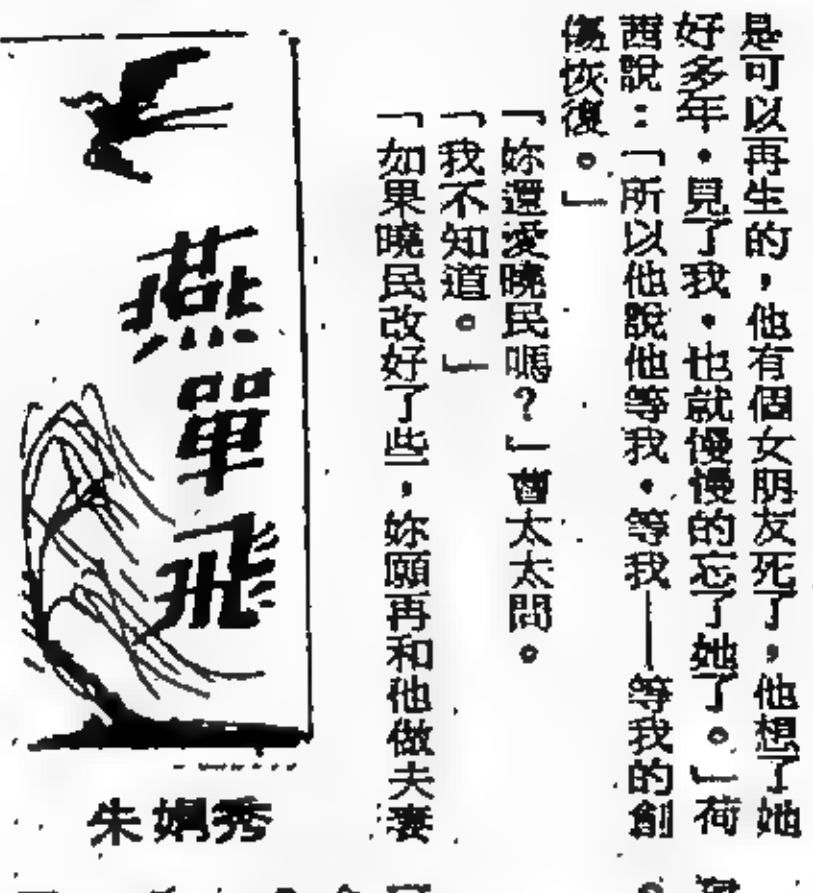 是可以再生的，他有個女朋友死了，他想了她
好多年，見了我，也就慢慢的忘了她了。」荷
西說：「所以他說他等我，等我——等我的創
傷恢復。」
「妳還愛曉民嗎？」曹太太問。
「我不知道。」
「如果曉民改好了些，妳願再和他做夫妻
燕單飛
朱娟秀